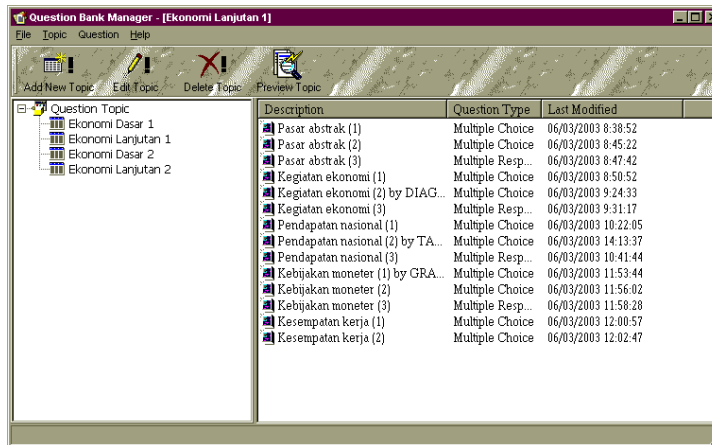 Question Bank Manager - [Ekonomi Lanjutan 1]
File Topic Question Help
Add New Topic Edit Topic Delete Topic Preview Topic
Question Topic
Ekonomi Dasar 1
Ekonomi Lanjutan 1
Ekonomi Dasar 2
Ekonomi Lanjutan 2
Description Question Type Last Modified
Pasar abstrak (1) Multiple Choice 06/03/2003 8:38:52
Pasar abstrak (2) Multiple Choice 06/03/2003 8:45:22
Pasar abstrak (3) Multiple Resp... 06/03/2003 8:47:42
Kegiatan ekonomi (1) Multiple Choice 06/03/2003 8:50:52
Kegiatan ekonomi (2) by DIAG... Multiple Choice 06/03/2003 9:24:33
Kegiatan ekonomi (3) Multiple Resp... 06/03/2003 9:31:17
Pendapatan nasional (1) Multiple Choice 06/03/2003 10:22:05
Pendapatan nasional (2) by TA... Multiple Choice 06/03/2003 14:13:37
Pendapatan nasional (3) Multiple Resp... 06/03/2003 10:41:44
Kebijakan moneter (1) by GRA... Multiple Choice 06/03/2003 11:53:44
Kebijakan moneter (2) Multiple Choice 06/03/2003 11:56:02
Kebijakan moneter (3) Multiple Resp... 06/03/2003 11:58:28
Kesempatan kerja (1) Multiple Choice 06/03/2003 12:00:57
Kesempatan kerja (2) Multiple Choice 06/03/2003 12:02:47